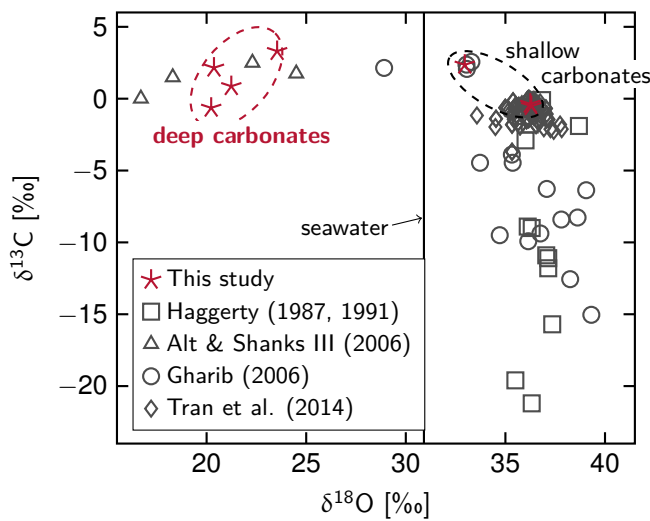 5
0
−5
−10
−15
−20
δ¹³C [‰]
shallow
carbonates
deep carbonates
seawater
This study
Haggerty (1987, 1991)
Alt & Shanks III (2006)
Gharib (2006)
Tran et al. (2014)
20 25 30 35 40
δ¹⁸O [‰]